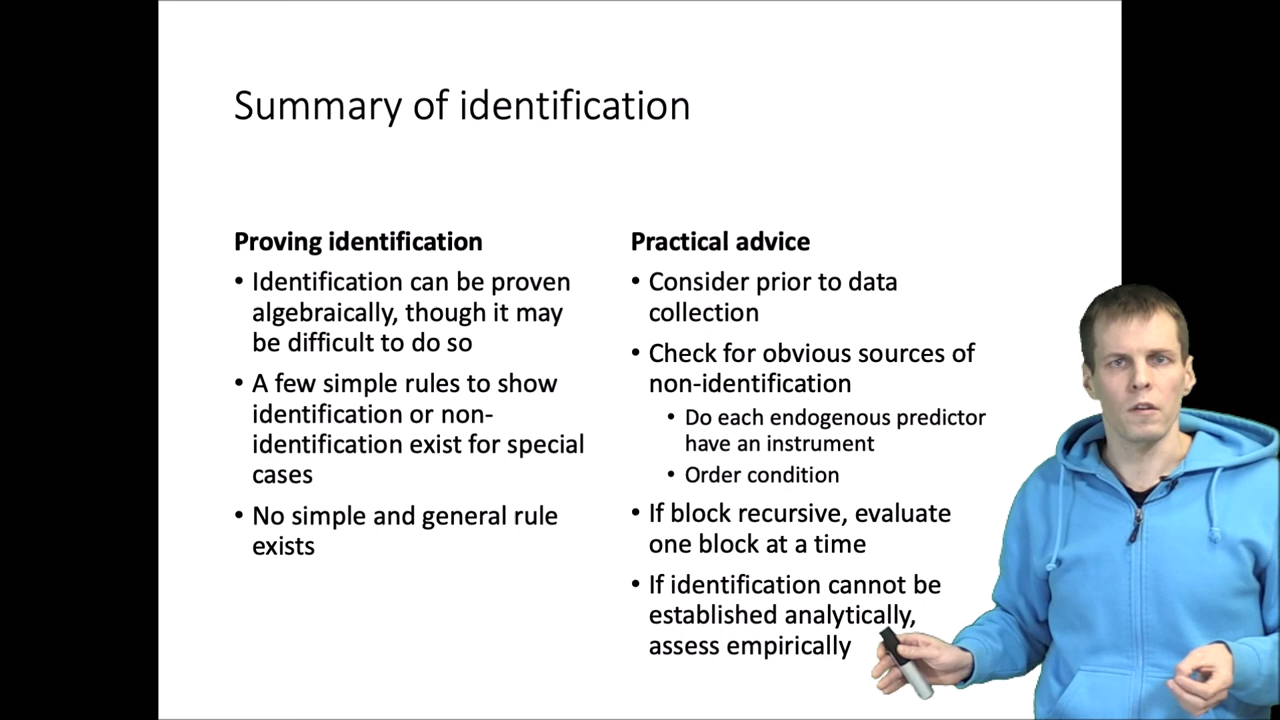 Summary of identification
Proving identification
• Identification can be proven
algebraically, though it may
be difficult to do so
• A few simple rules to show
identification or non-
identification exist for special
cases
• No simple and general rule
exists
Practical advice
• Consider prior to data
collection
• Check for obvious sources of
non-identification
• Do each endogenous predictor
have an instrument
• Order condition
• If block recursive, evaluate
one block at a time
• If identification cannot be
established analytically,
assess empirically